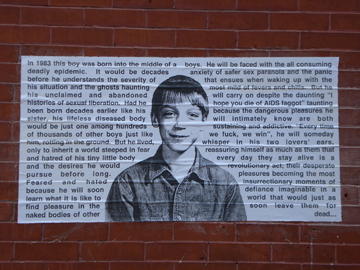 In 1983 this boy was born into the middle of a boys. He will be faced with the all consuming
deadly epidemic. It would be decades anxiety of safer sex paranoia and the panic
before he understands the severity of that ensues when waking up with the
his situation and the ghosts haunting most mild of fevers and chills. But he
his unclaimed and abandoned will carry on despite the daunting "I
histories of sexual liberation. Had he hope you die of AIDS faggot" taunting
been born decades earlier like his because the dangerous pleasures he
sister, his lifeless diseased body will intimately know are both
would be just one among hundreds sustaining and addictive. "Every time
of thousands of other boys just like we fuck, we win", he will someday
him, rotting in the ground. But he lived, whisper in his two lovers' ears,
only to inherit a world steeped in fear reassuring himself as much as them that
and hatred of his tiny little body every day they stay alive is a
and the desires he would revolutionary act; their desperate
pursue before long. pleasures becoming the most
Feared and hated insurrectionary moments of
because he will soon defiance imaginable in a
learn what it is like to world that would just as
find pleasure in the soon leave them for
naked bodies of other dead...